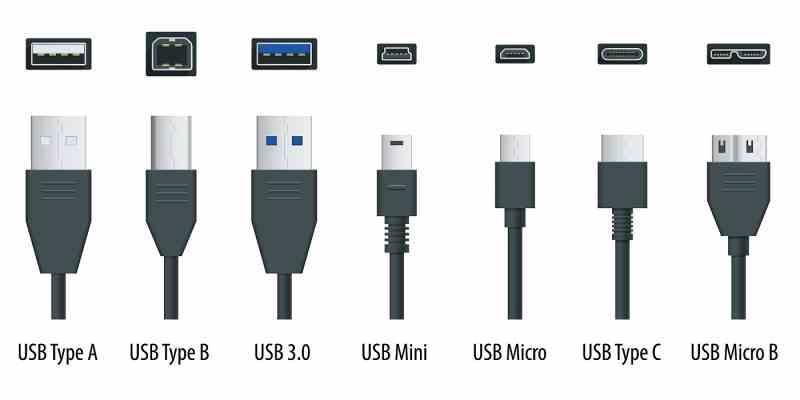 USB Type A
USB Type B
USB 3.0
USB Mini
USB Micro
USB Type C
USB Micro B